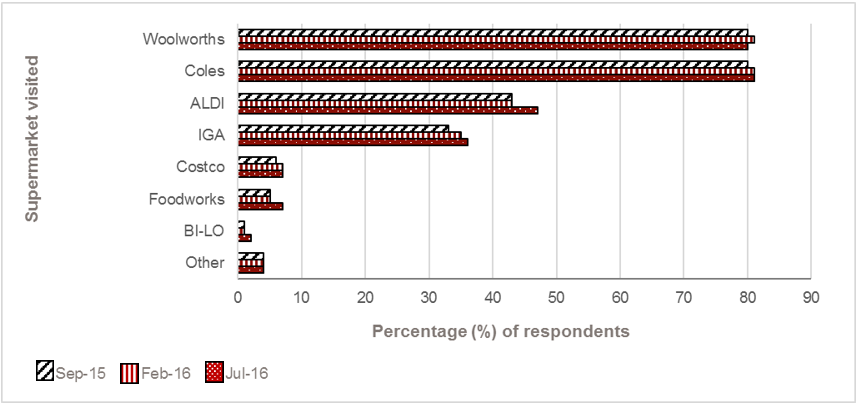 Supermarket visited
Woolworths
Coles
ALDI
IGA
Costco
Foodworks
BI-LO
Other
0 10 20 30 40 50 60 70 80 90
Percentage (%) of respondents
Sep-15 Feb-16 Jul-16